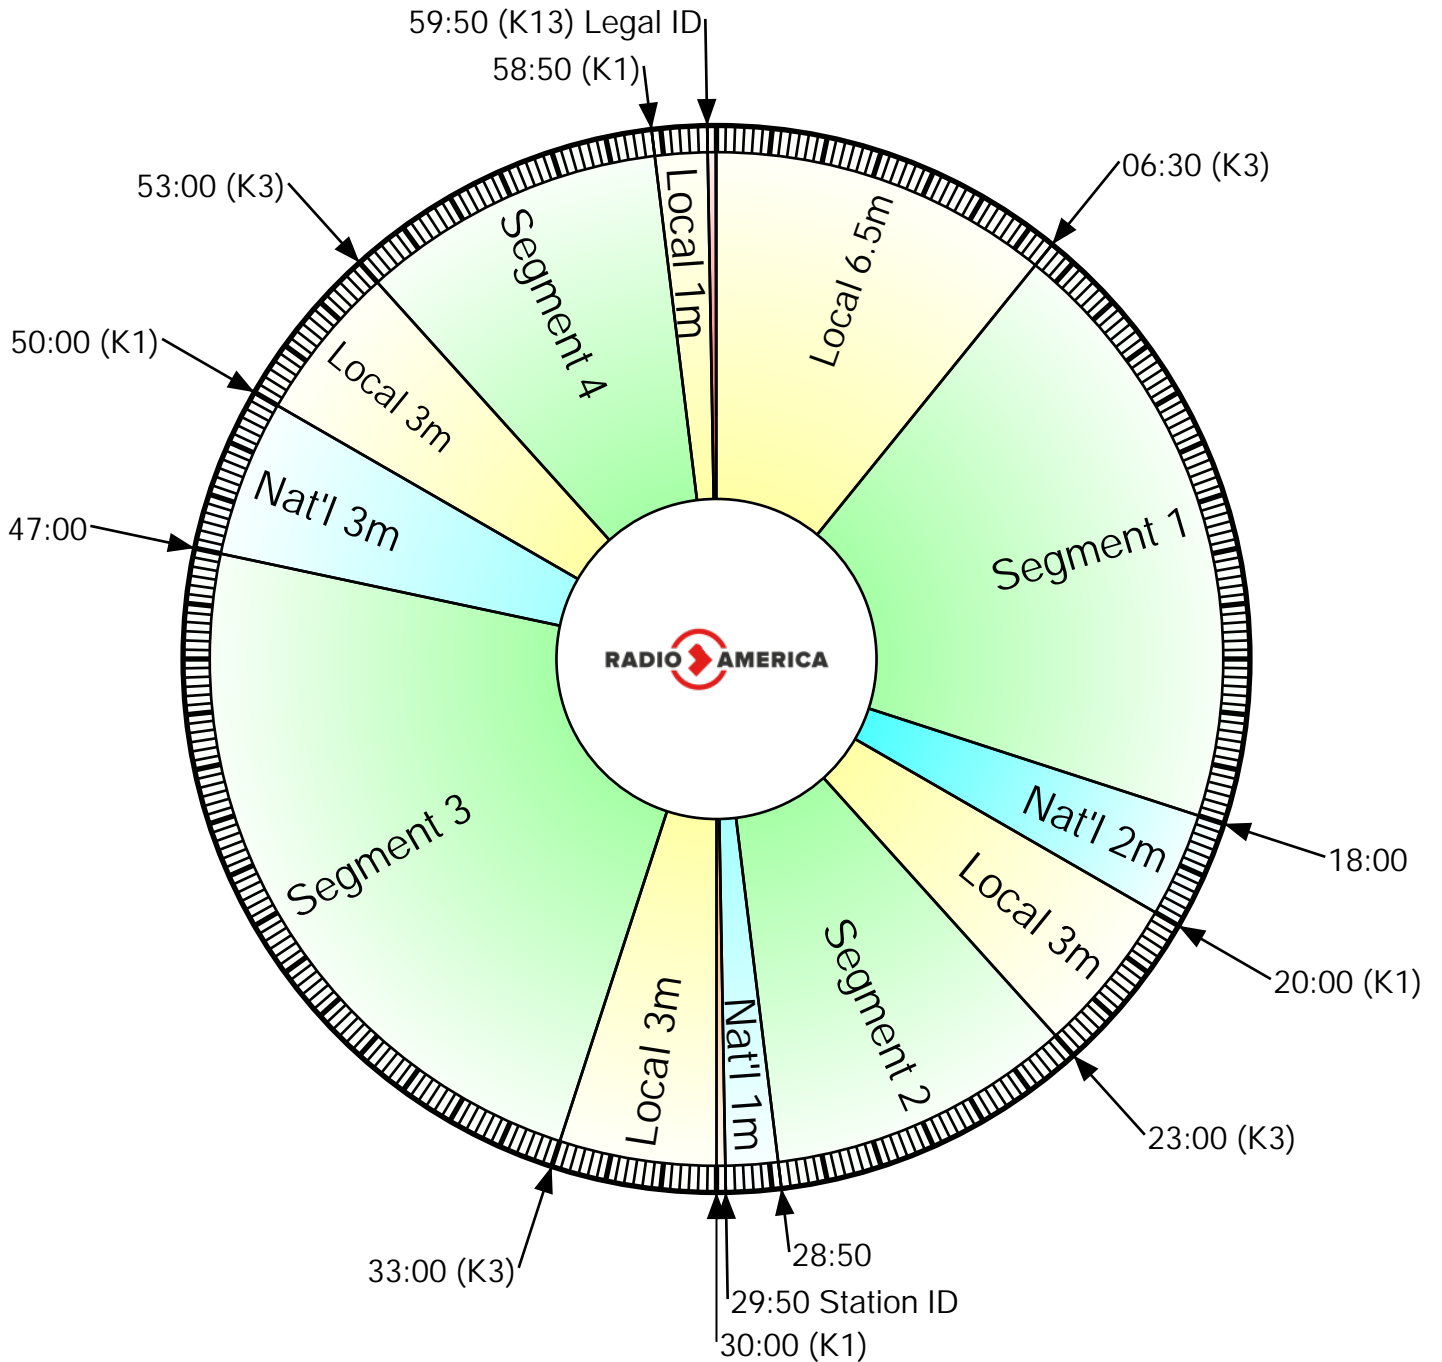 59:50 (K13) Legal ID
58:50 (K1)
53:00 (K3)
06:30 (K3)
50:00 (K1)
47:00
Local 1m
Local 6.5m
Segment 4
Local 3m
Nat'l 3m
Segment 1
RADIO AMERICA
Segment 3
Nat'l 2m
Local 3m
18:00
20:00 (K1)
Segment 2
Local 3m
Nat'l 1m
23:00 (K3)
33:00 (K3)
28:50
29:50 Station ID
30:00 (K1)